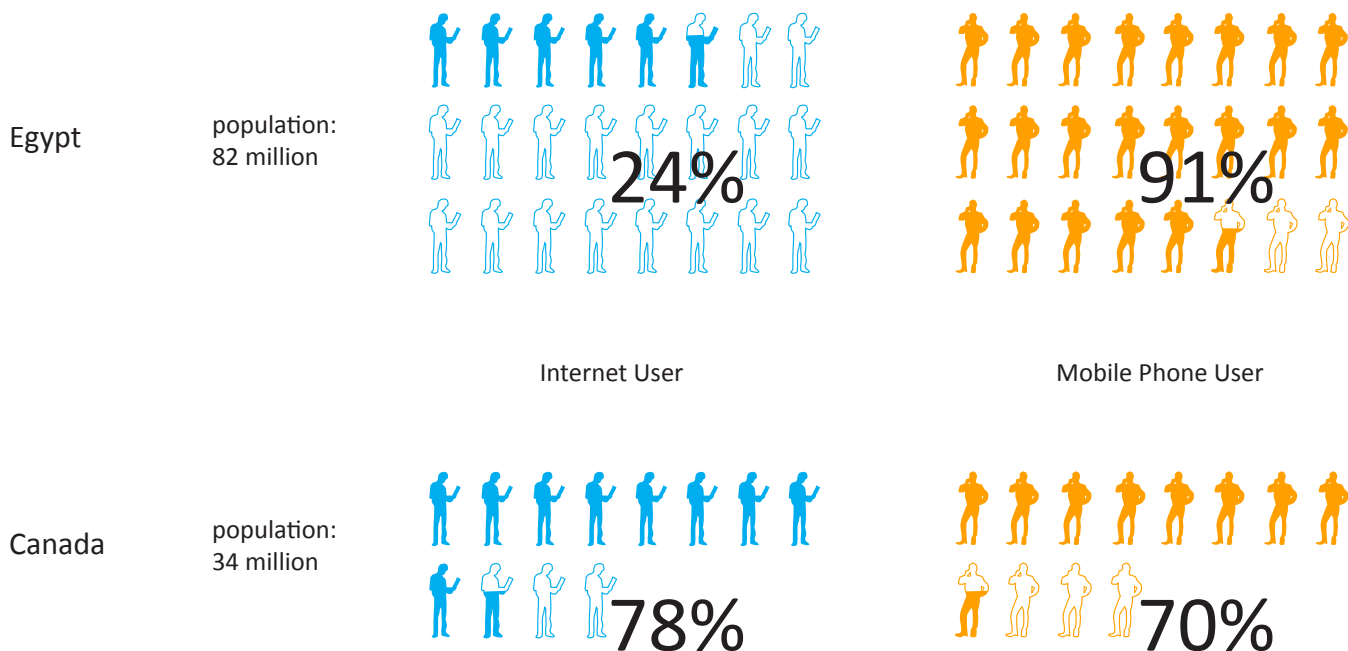 Egypt
population:
82 million
24%
91%
Internet User
Mobile Phone User
Canada
population:
34 million
78%
70%